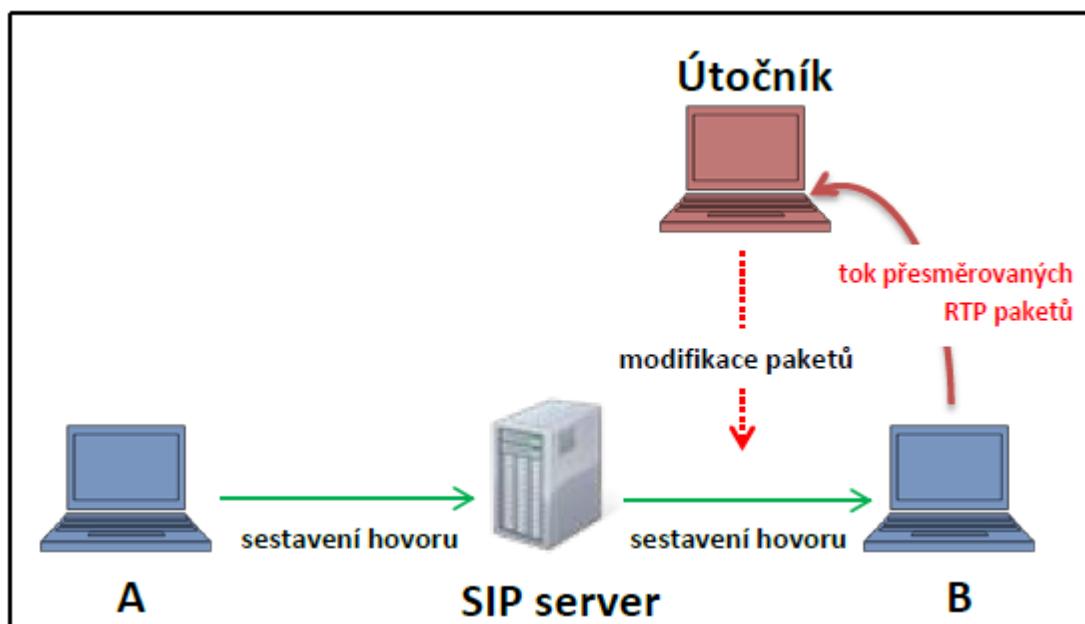 Útočník
tok přesměrovaných
RTP paketů
modifikace paketů
sestavení hovoru
sestavení hovoru
A
SIP server
B